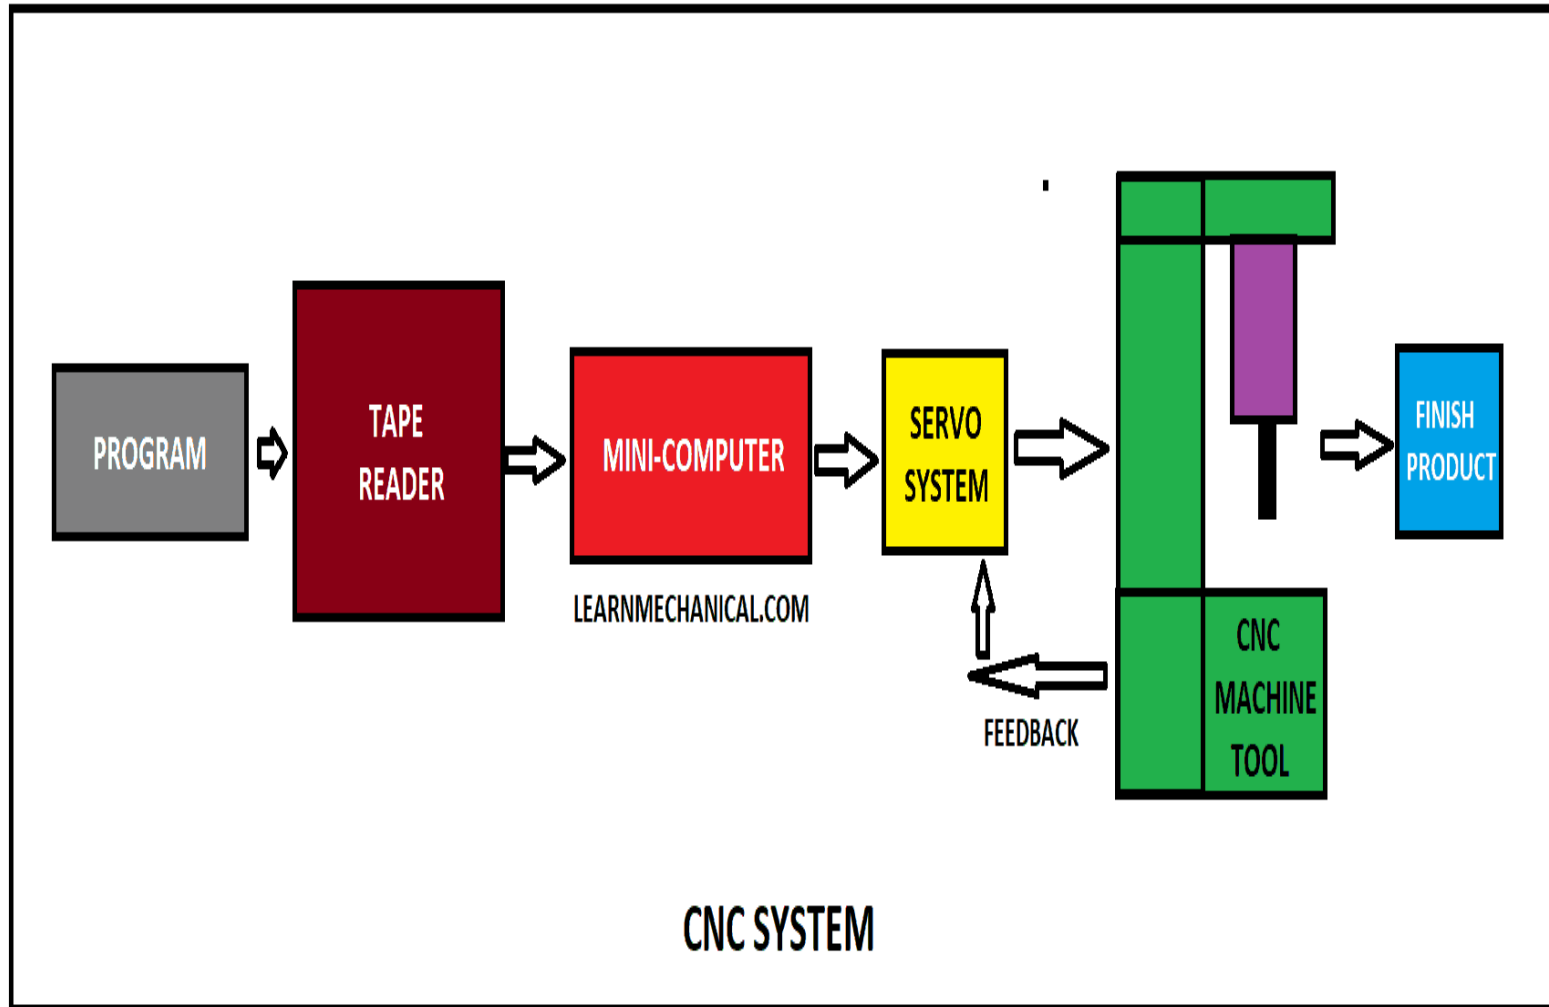 PROGRAM
TAPE
READER
MINI-COMPUTER
LEARNMECHANICAL.COM
SERVO
SYSTEM
FEEDBACK
CNC
MACHINE
TOOL
FINISH
PRODUCT
CNC SYSTEM